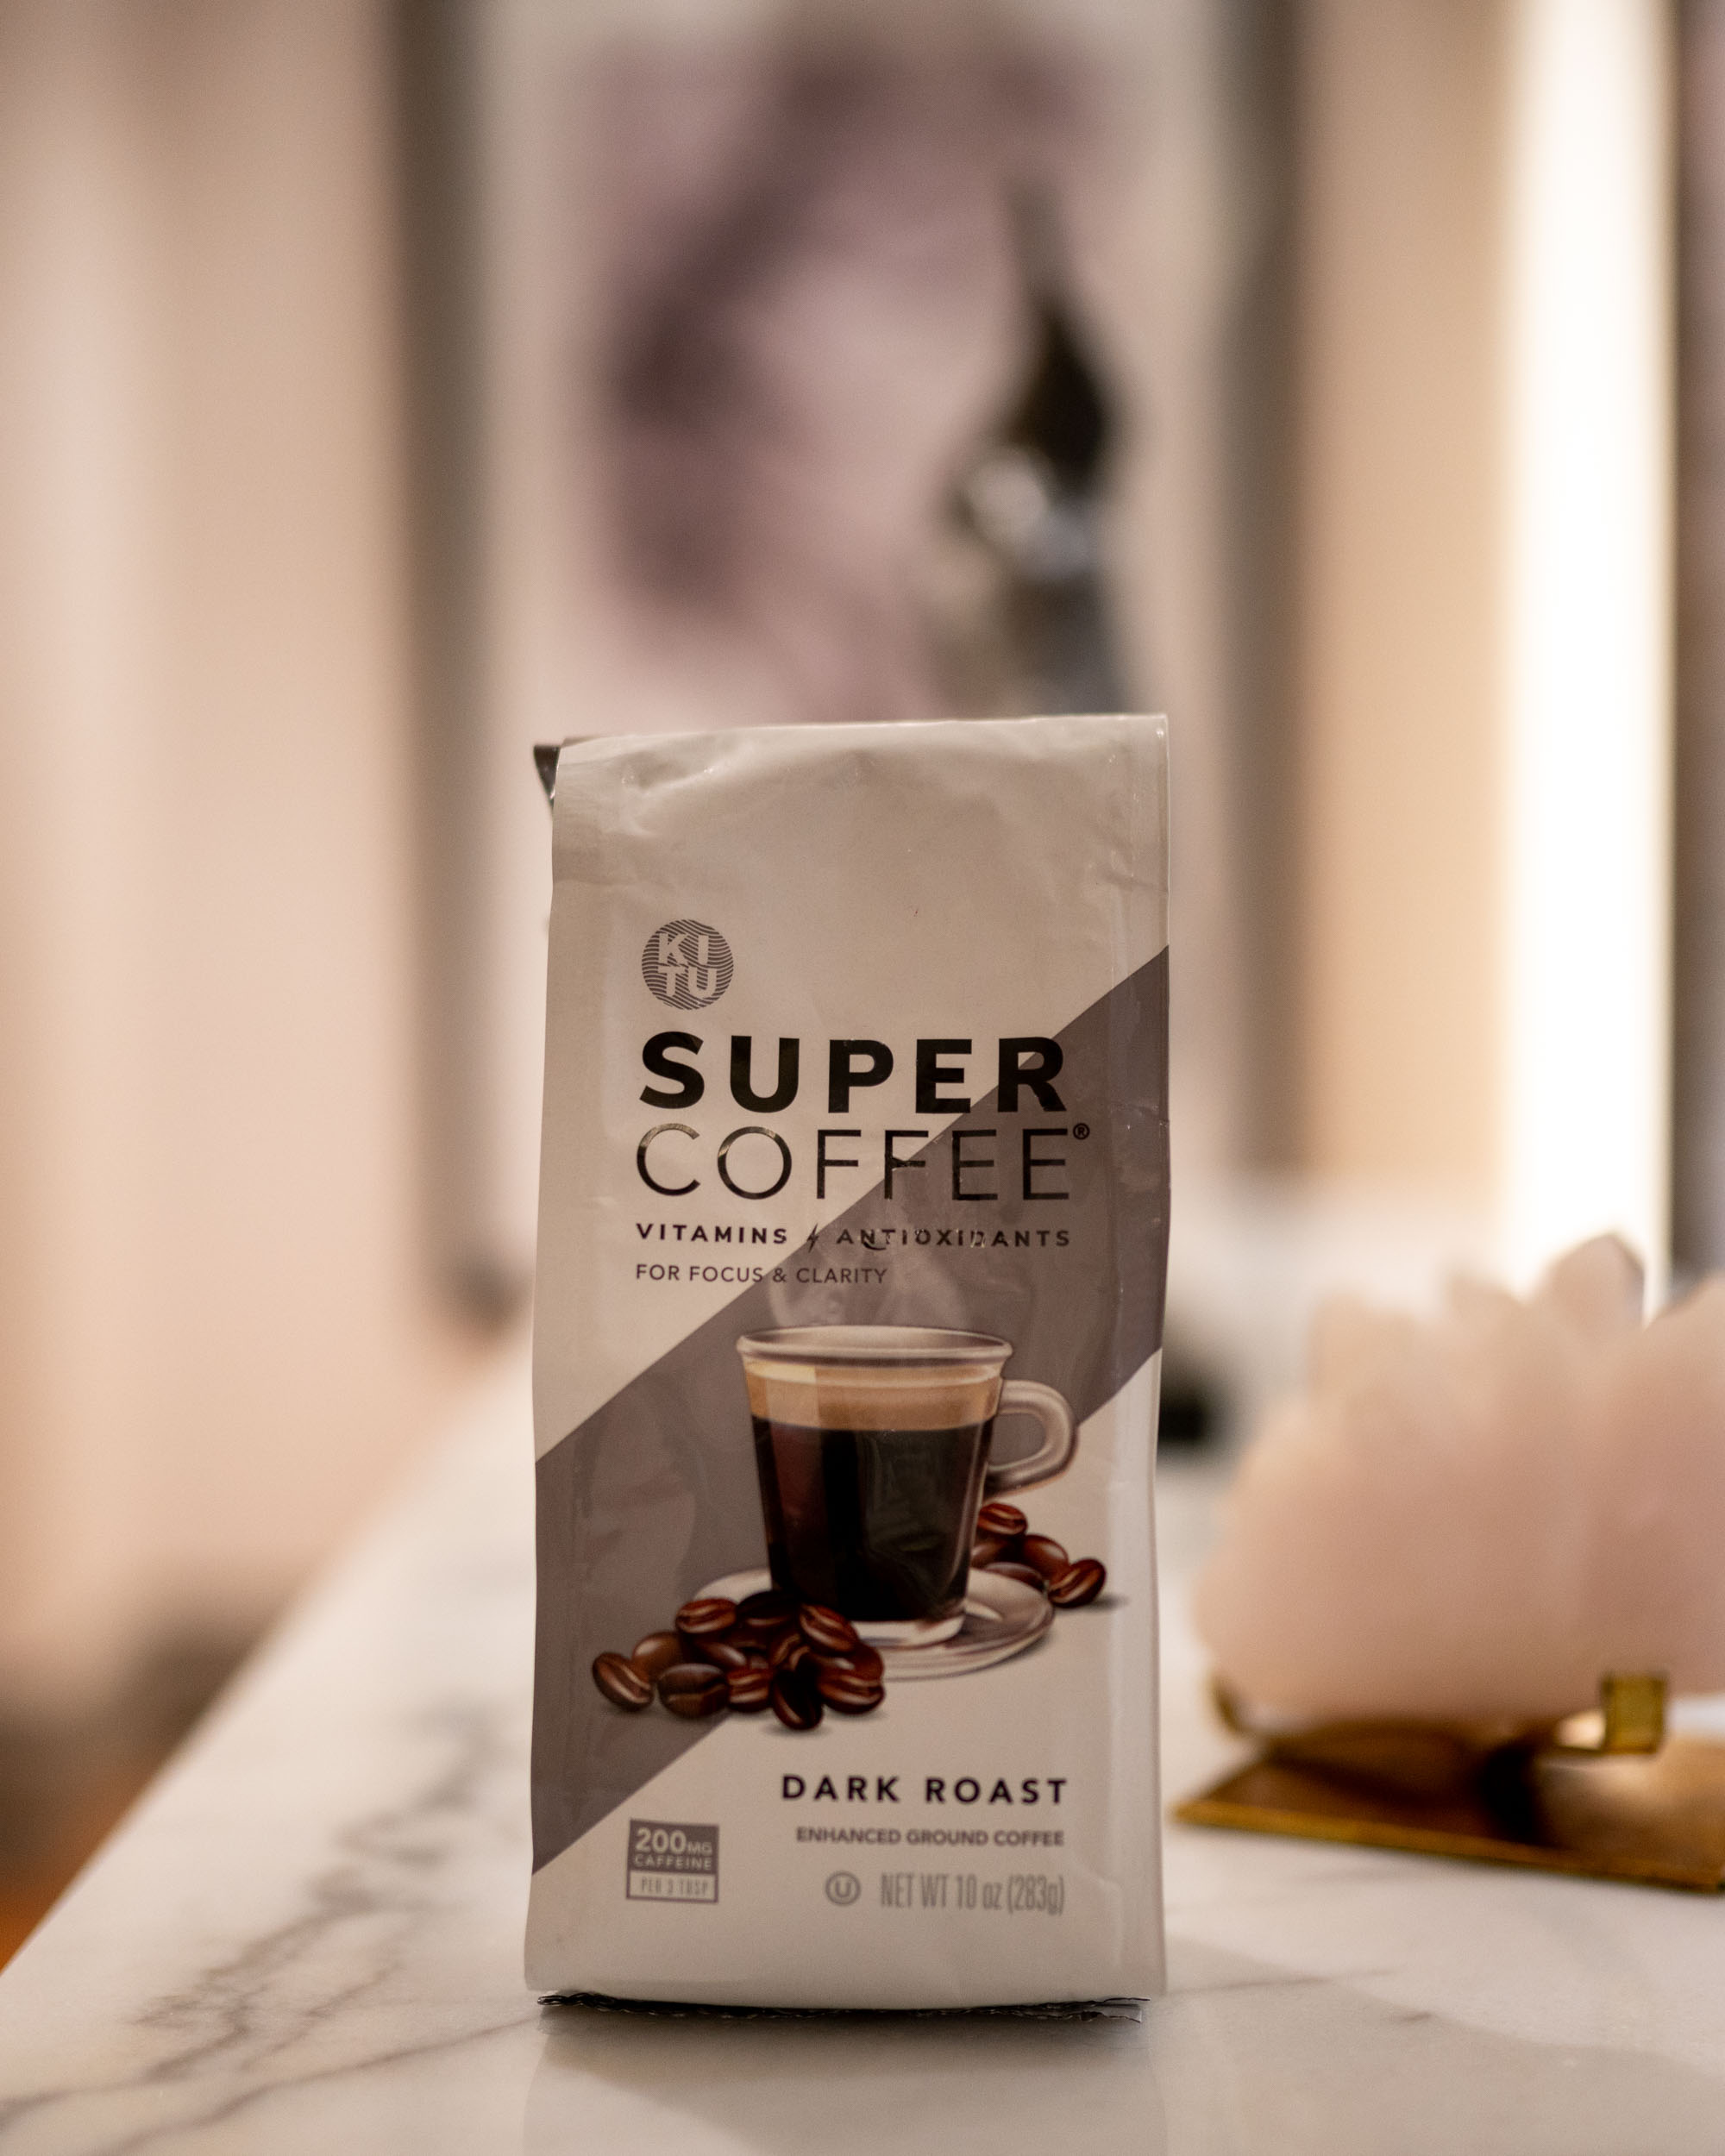 KI
TU
SUPER
COFFEE®
VITAMINS ANTIOXIDANTS
FOR FOCUS & CLARITY
DARK ROAST
200MG
CAFFEINE
PER 3 TBSP
ENHANCED GROUND COFFEE
U NET WT 10 oz (283g)